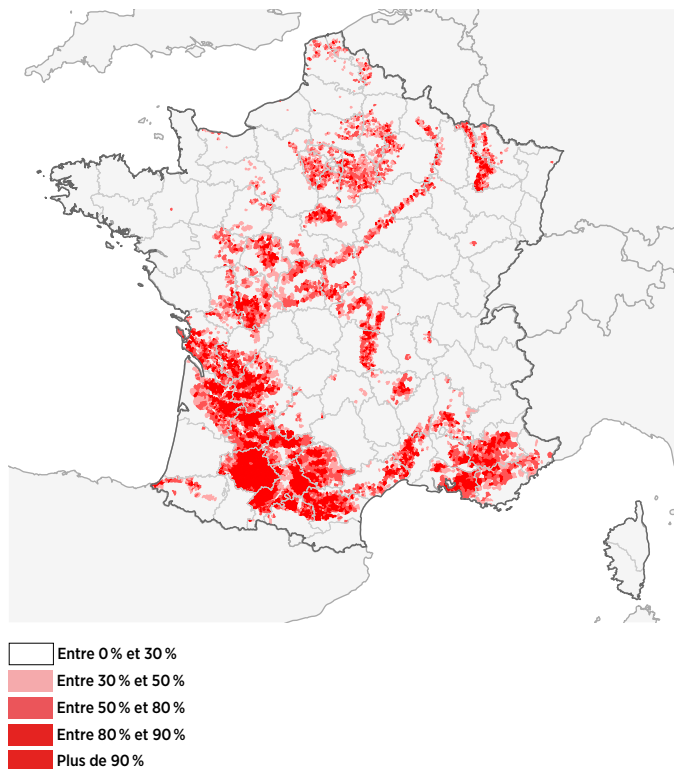 Entre 0 % et 30 %
Entre 30 % et 50 %
Entre 50 % et 80 %
Entre 80 % et 90 %
Plus de 90 %